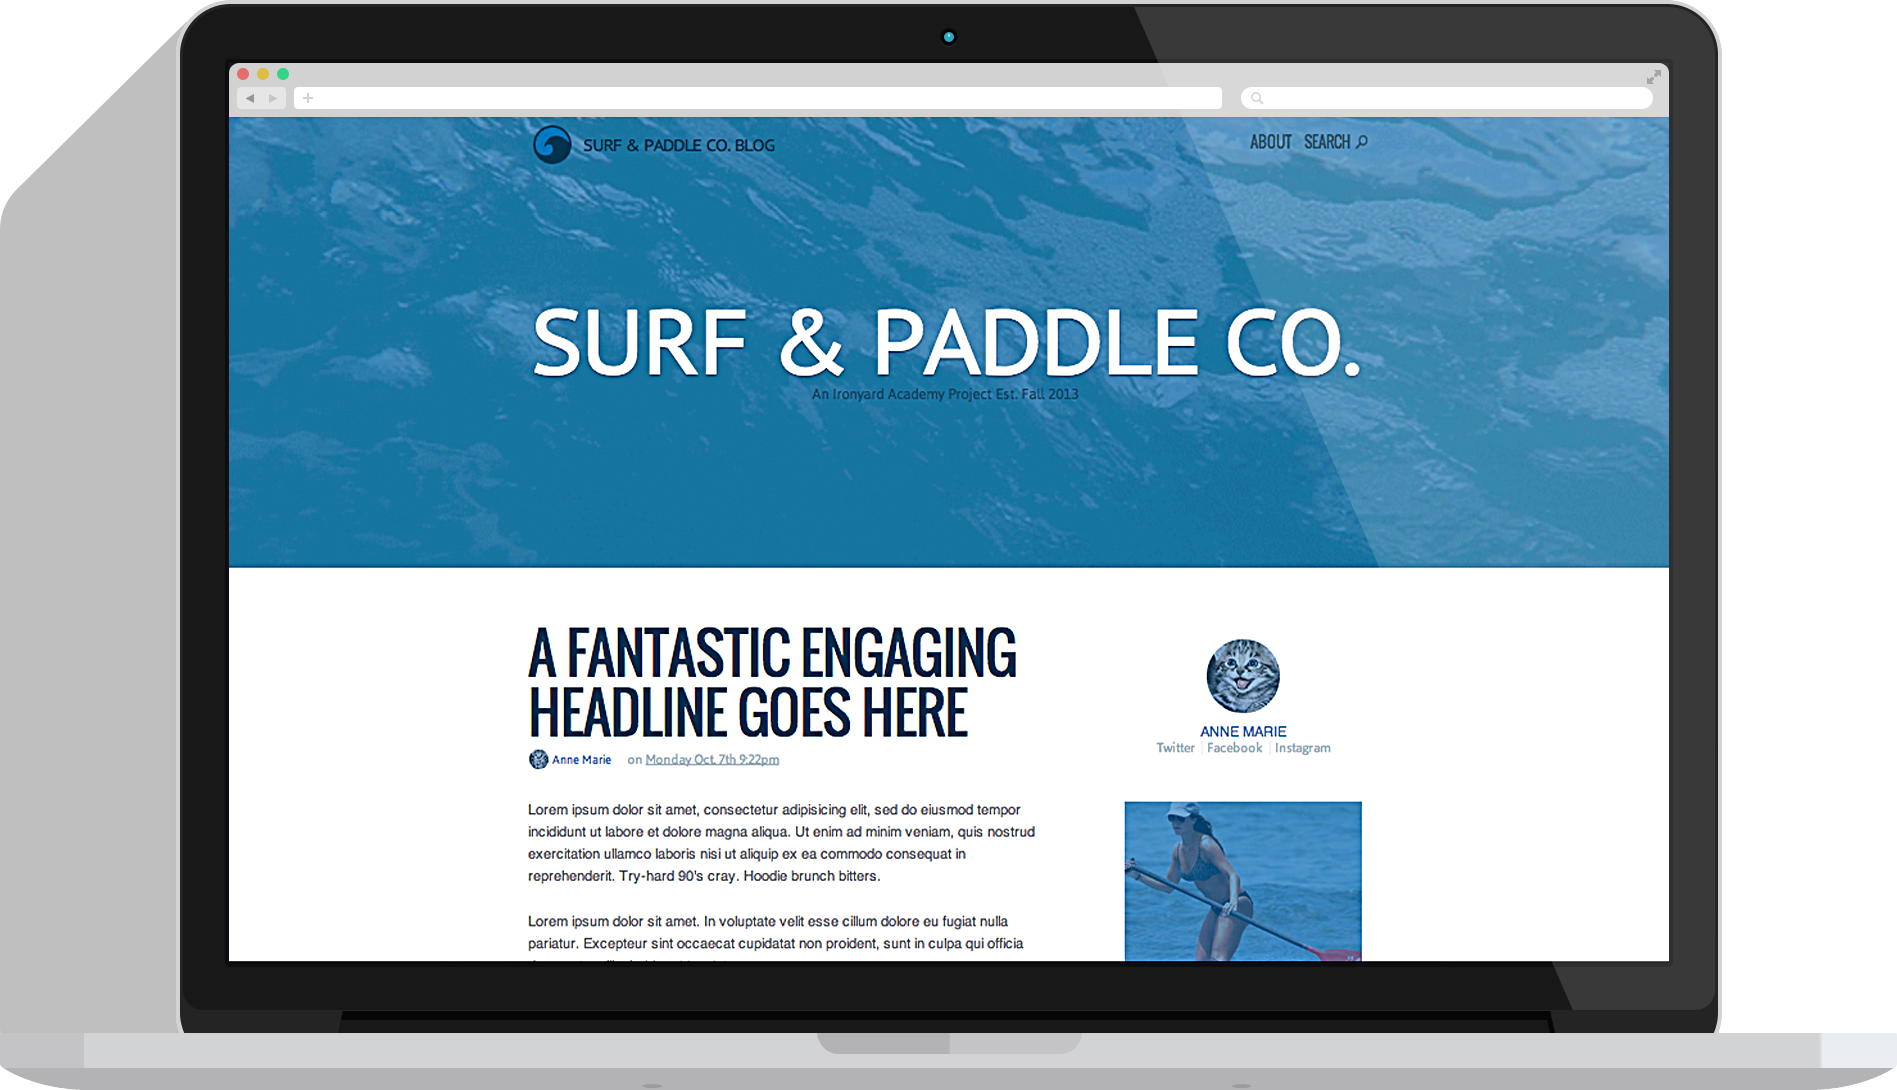 SURF & PADDLE CO. BLOG
ABOUT SEARCH
SURF & PADDLE CO.
An Ironyard Academy Project Est. Fall 2013
A FANTASTIC ENGAGING
HEADLINE GOES HERE
Anne Marie on Monday Oct. 7th 9:22pm
ANNE MARIE
Twitter | Facebook | Instagram
Lorem ipsum dolor sit amet, consectetur adipisicing elit, sed do eiusmod tempor
incididunt ut labore et dolore magna aliqua. Ut enim ad minim veniam, quis nostrud
exercitation ullamco laboris nisi ut aliquip ex ea commodo consequat in
reprehenderit. Try-hard 90's cray. Hoodie brunch bitters.
Lorem ipsum dolor sit amet. In voluptate velit esse cillum dolore eu fugiat nulla
pariatur. Excepteur sint occaecat cupidatat non proident, sunt in culpa qui officia